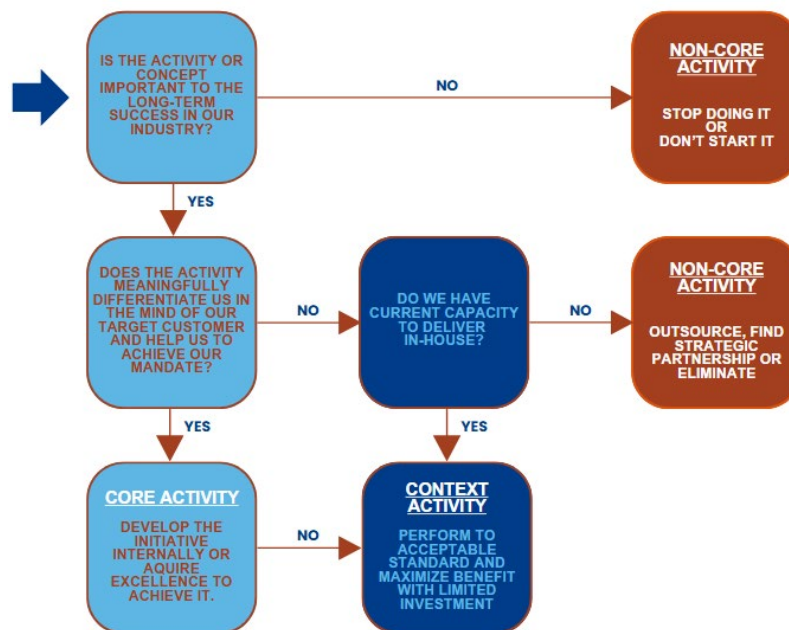 IS THE ACTIVITY OR
CONCEPT
IMPORTANT TO THE
LONG-TERM
SUCCESS IN OUR
INDUSTRY?
NO
NON-CORE
ACTIVITY
STOP DOING IT
OR
DON'T START IT
YES
DOES THE ACTIVITY
MEANINGFULLY
DIFFERENTIATE US IN
THE MIND OF OUR
TARGET CUSTOMER
AND HELP US TO
ACHIEVE OUR
MANDATE?
NO
DO WE HAVE
CURRENT CAPACITY
TO DELIVER
IN-HOUSE?
NO
NON-CORE
ACTIVITY
OUTSOURCE, FIND
STRATEGIC
PARTNERSHIP OR
ELIMINATE
YES
YES
CORE ACTIVITY
DEVELOP THE
INITIATIVE
INTERNALLY OR
AQUIRE
EXCELLENCE TO
ACHIEVE IT.
NO
CONTEXT
ACTIVITY
PERFORM TO
ACCEPTABLE
STANDARD AND
MAXIMIZE BENEFIT
WITH LIMITED
INVESTMENT